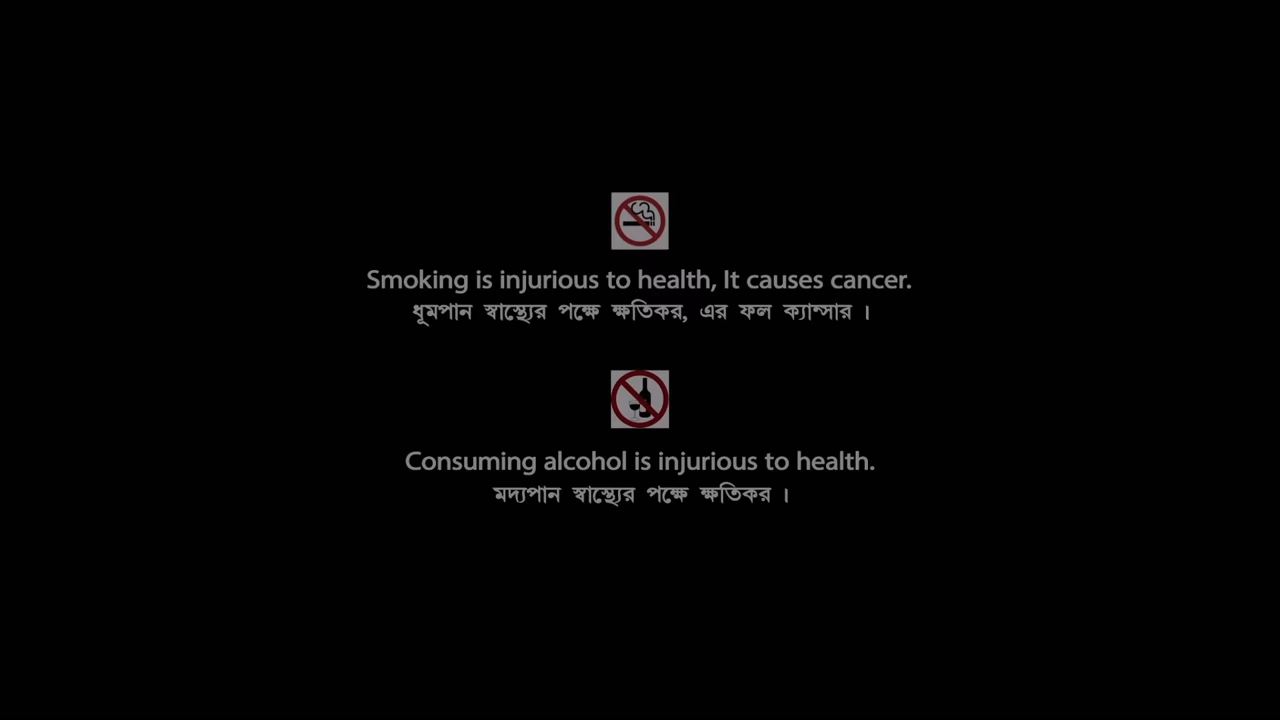 Smoking is injurious to health, It causes cancer.
ধূমপান স্বাস্থ্যের পক্ষে ক্ষতিকর, এর ফল ক্যান্সার ।
Consuming alcohol is injurious to health.
মদ্যপান স্বাস্থ্যের পক্ষে ক্ষতিকর ।